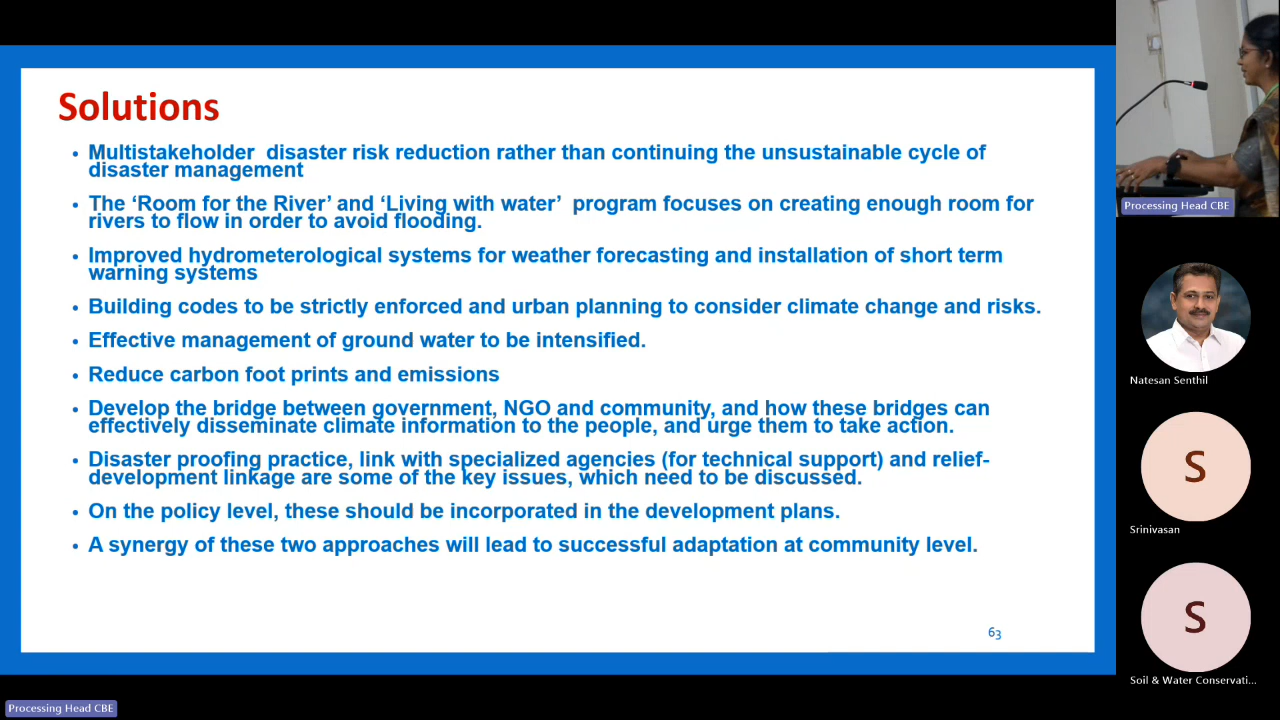 Solutions
• Multistakeholder disaster risk reduction rather than continuing the unsustainable cycle of
disaster management
• The ‘Room for the River’ and ‘Living with water’ program focuses on creating enough room for
rivers to flow in order to avoid flooding.
• Improved hydrometerological systems for weather forecasting and installation of short term
warning systems
• Building codes to be strictly enforced and urban planning to consider climate change and risks.
• Effective management of ground water to be intensified.
• Reduce carbon foot prints and emissions
• Develop the bridge between government, NGO and community, and how these bridges can
effectively disseminate climate information to the people, and urge them to take action.
• Disaster proofing practice, link with specialized agencies (for technical support) and relief-
development linkage are some of the key issues, which need to be discussed.
• On the policy level, these should be incorporated in the development plans.
• A synergy of these two approaches will lead to successful adaptation at community level.
63
Processing Head CBE
Natesan Senthil
S
Srinivasan
S
Soil & Water Conservati...
Processing Head CBE